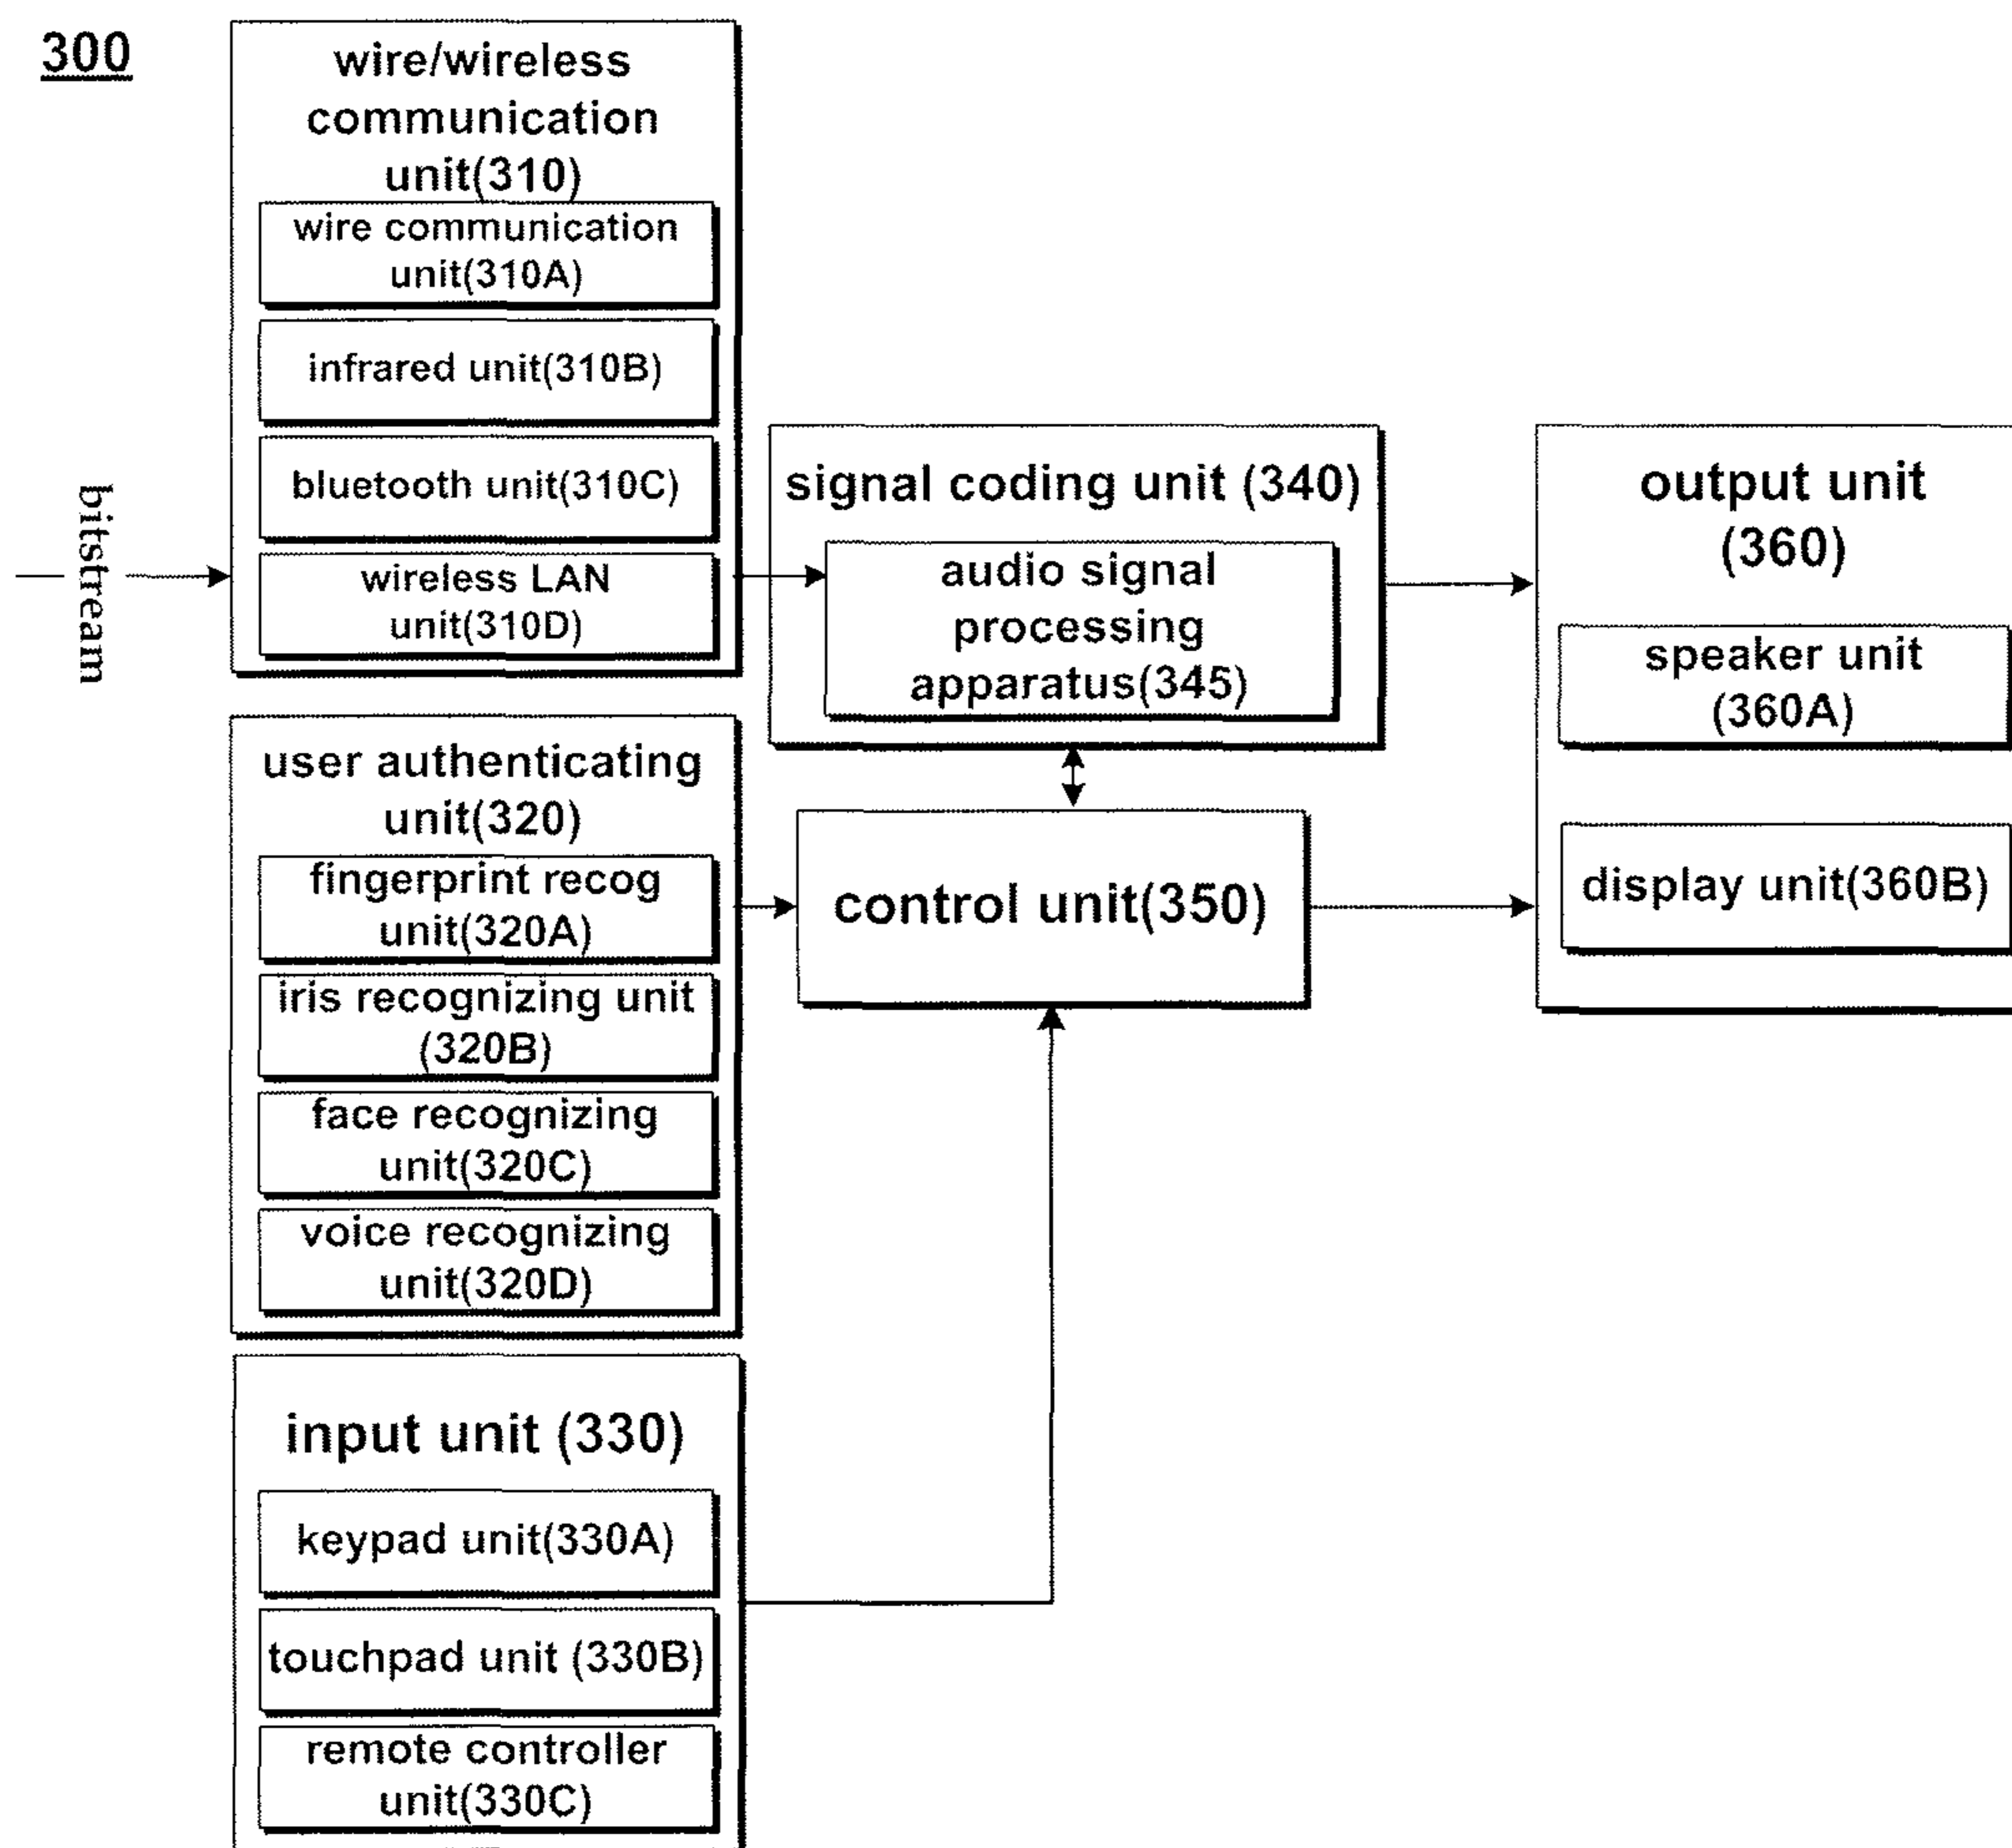 300
wire/wireless
communication
unit(310)
wire communication
unit(310A)
infrared unit(310B)
bluetooth unit(310C)
wireless LAN
unit(310D)
bitstream
signal coding unit (340)
audio signal
processing
apparatus(345)
output unit
(360)
speaker unit
(360A)
display unit(360B)
user authenticating
unit(320)
fingerprint recog
unit(320A)
iris recognizing unit
(320B)
face recognizing
unit(320C)
voice recognizing
unit(320D)
control unit(350)
input unit (330)
keypad unit(330A)
touchpad unit (330B)
remote controller
unit(330C)